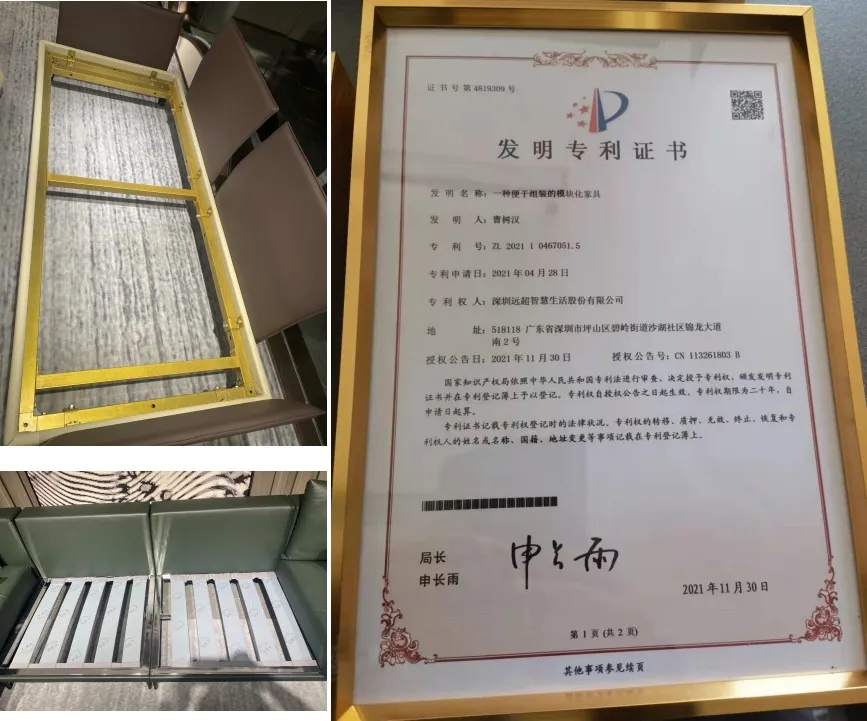 证书号第4819309号
发明专利证书
发明名称：一种便于组装的模块化家具
发明人：曹树汉
专利号：ZL 2021 1 0467051.5
专利申请日：2021年04月28日
专利权人：深圳远超智慧生活股份有限公司
地址：518118 广东省深圳市坪山区碧岭街道沙湖社区锦龙大道
南2号
授权公告日：2021年11月30日 授权公告号：CN 113261803 B
国家知识产权局依照中华人民共和国专利法进行审查，决定授予专利权，颁发发明专利
证书并在专利登记簿上予以登记。专利权自授权公告之日起生效。专利权期限为二十年，自
申请日起算。
专利证书记载专利权登记时的法律状况。专利权的转移、质押、无效、终止、恢复和专
利权人的姓名或名称、国籍、地址变更等事项记载在专利登记簿上。
局长
申长雨
申长雨
2021年11月30日
第1页（共2页）
其他事项参见续页